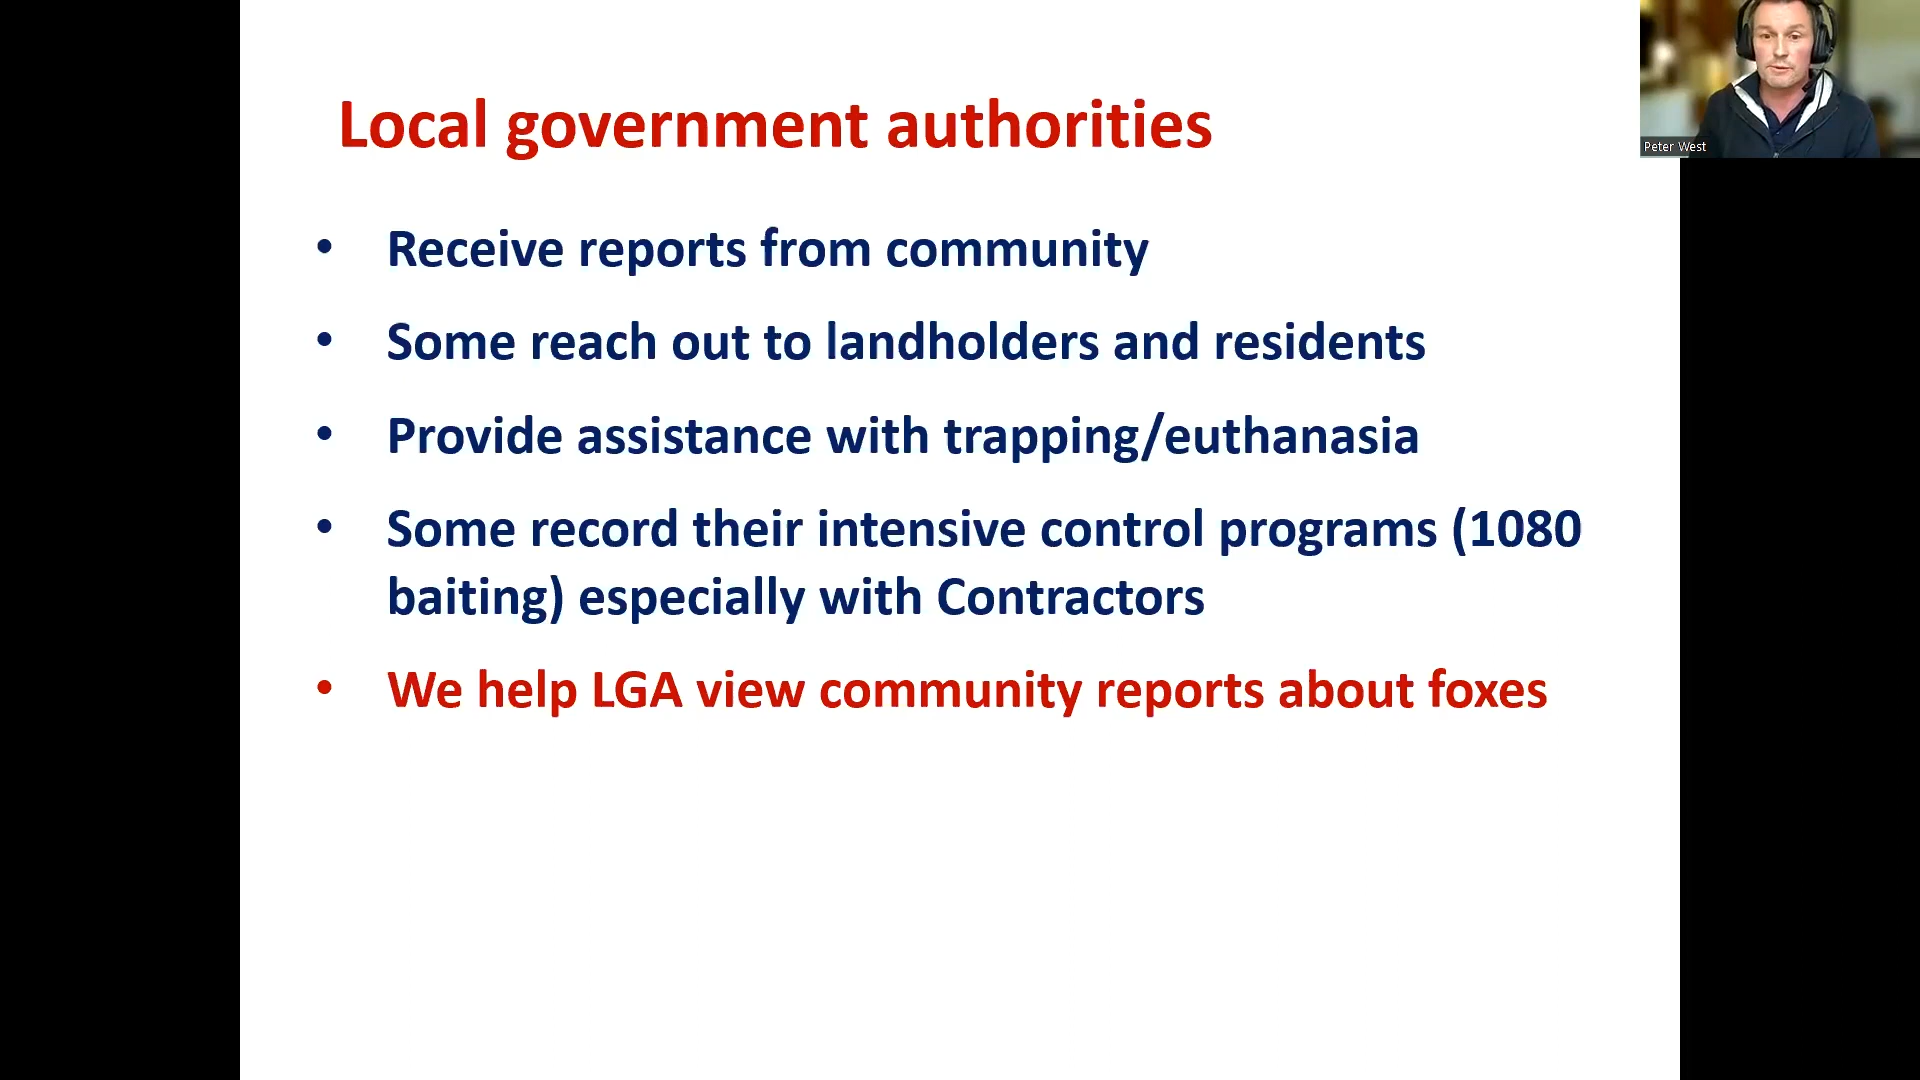 Local government authorities
• Receive reports from community
• Some reach out to landholders and residents
• Provide assistance with trapping/euthanasia
• Some record their intensive control programs (1080
baiting) especially with Contractors
• We help LGA view community reports about foxes
Peter West